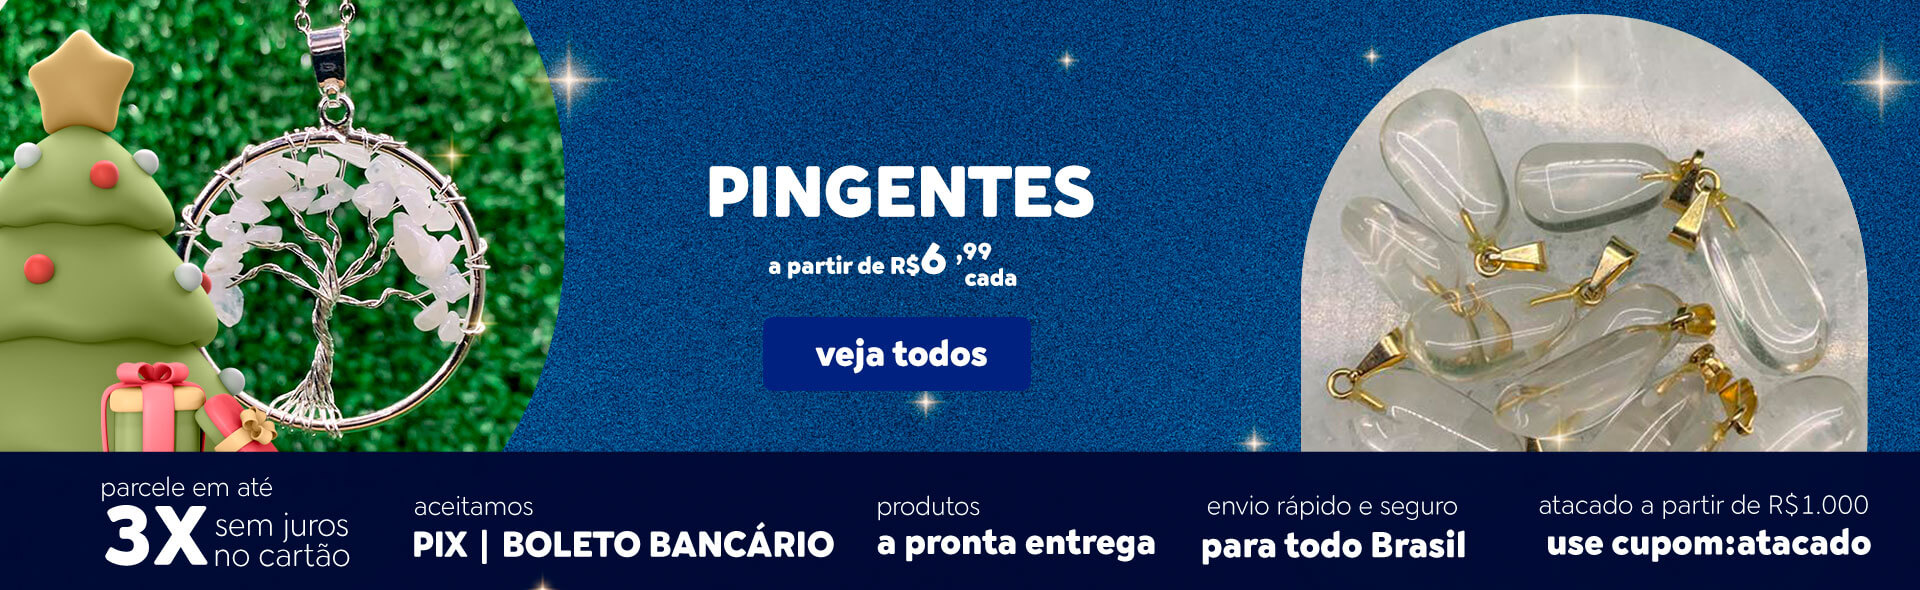 PINGENTES
a partir de R$6,99
cada
veja todos
parcele em até
3X sem juros
no cartão
aceitamos
PIX | BOLETO BANCÁRIO
produtos
a pronta entrega
envio rápido e seguro
para todo Brasil
atacado a partir de R$1.000
use cupom:atacado